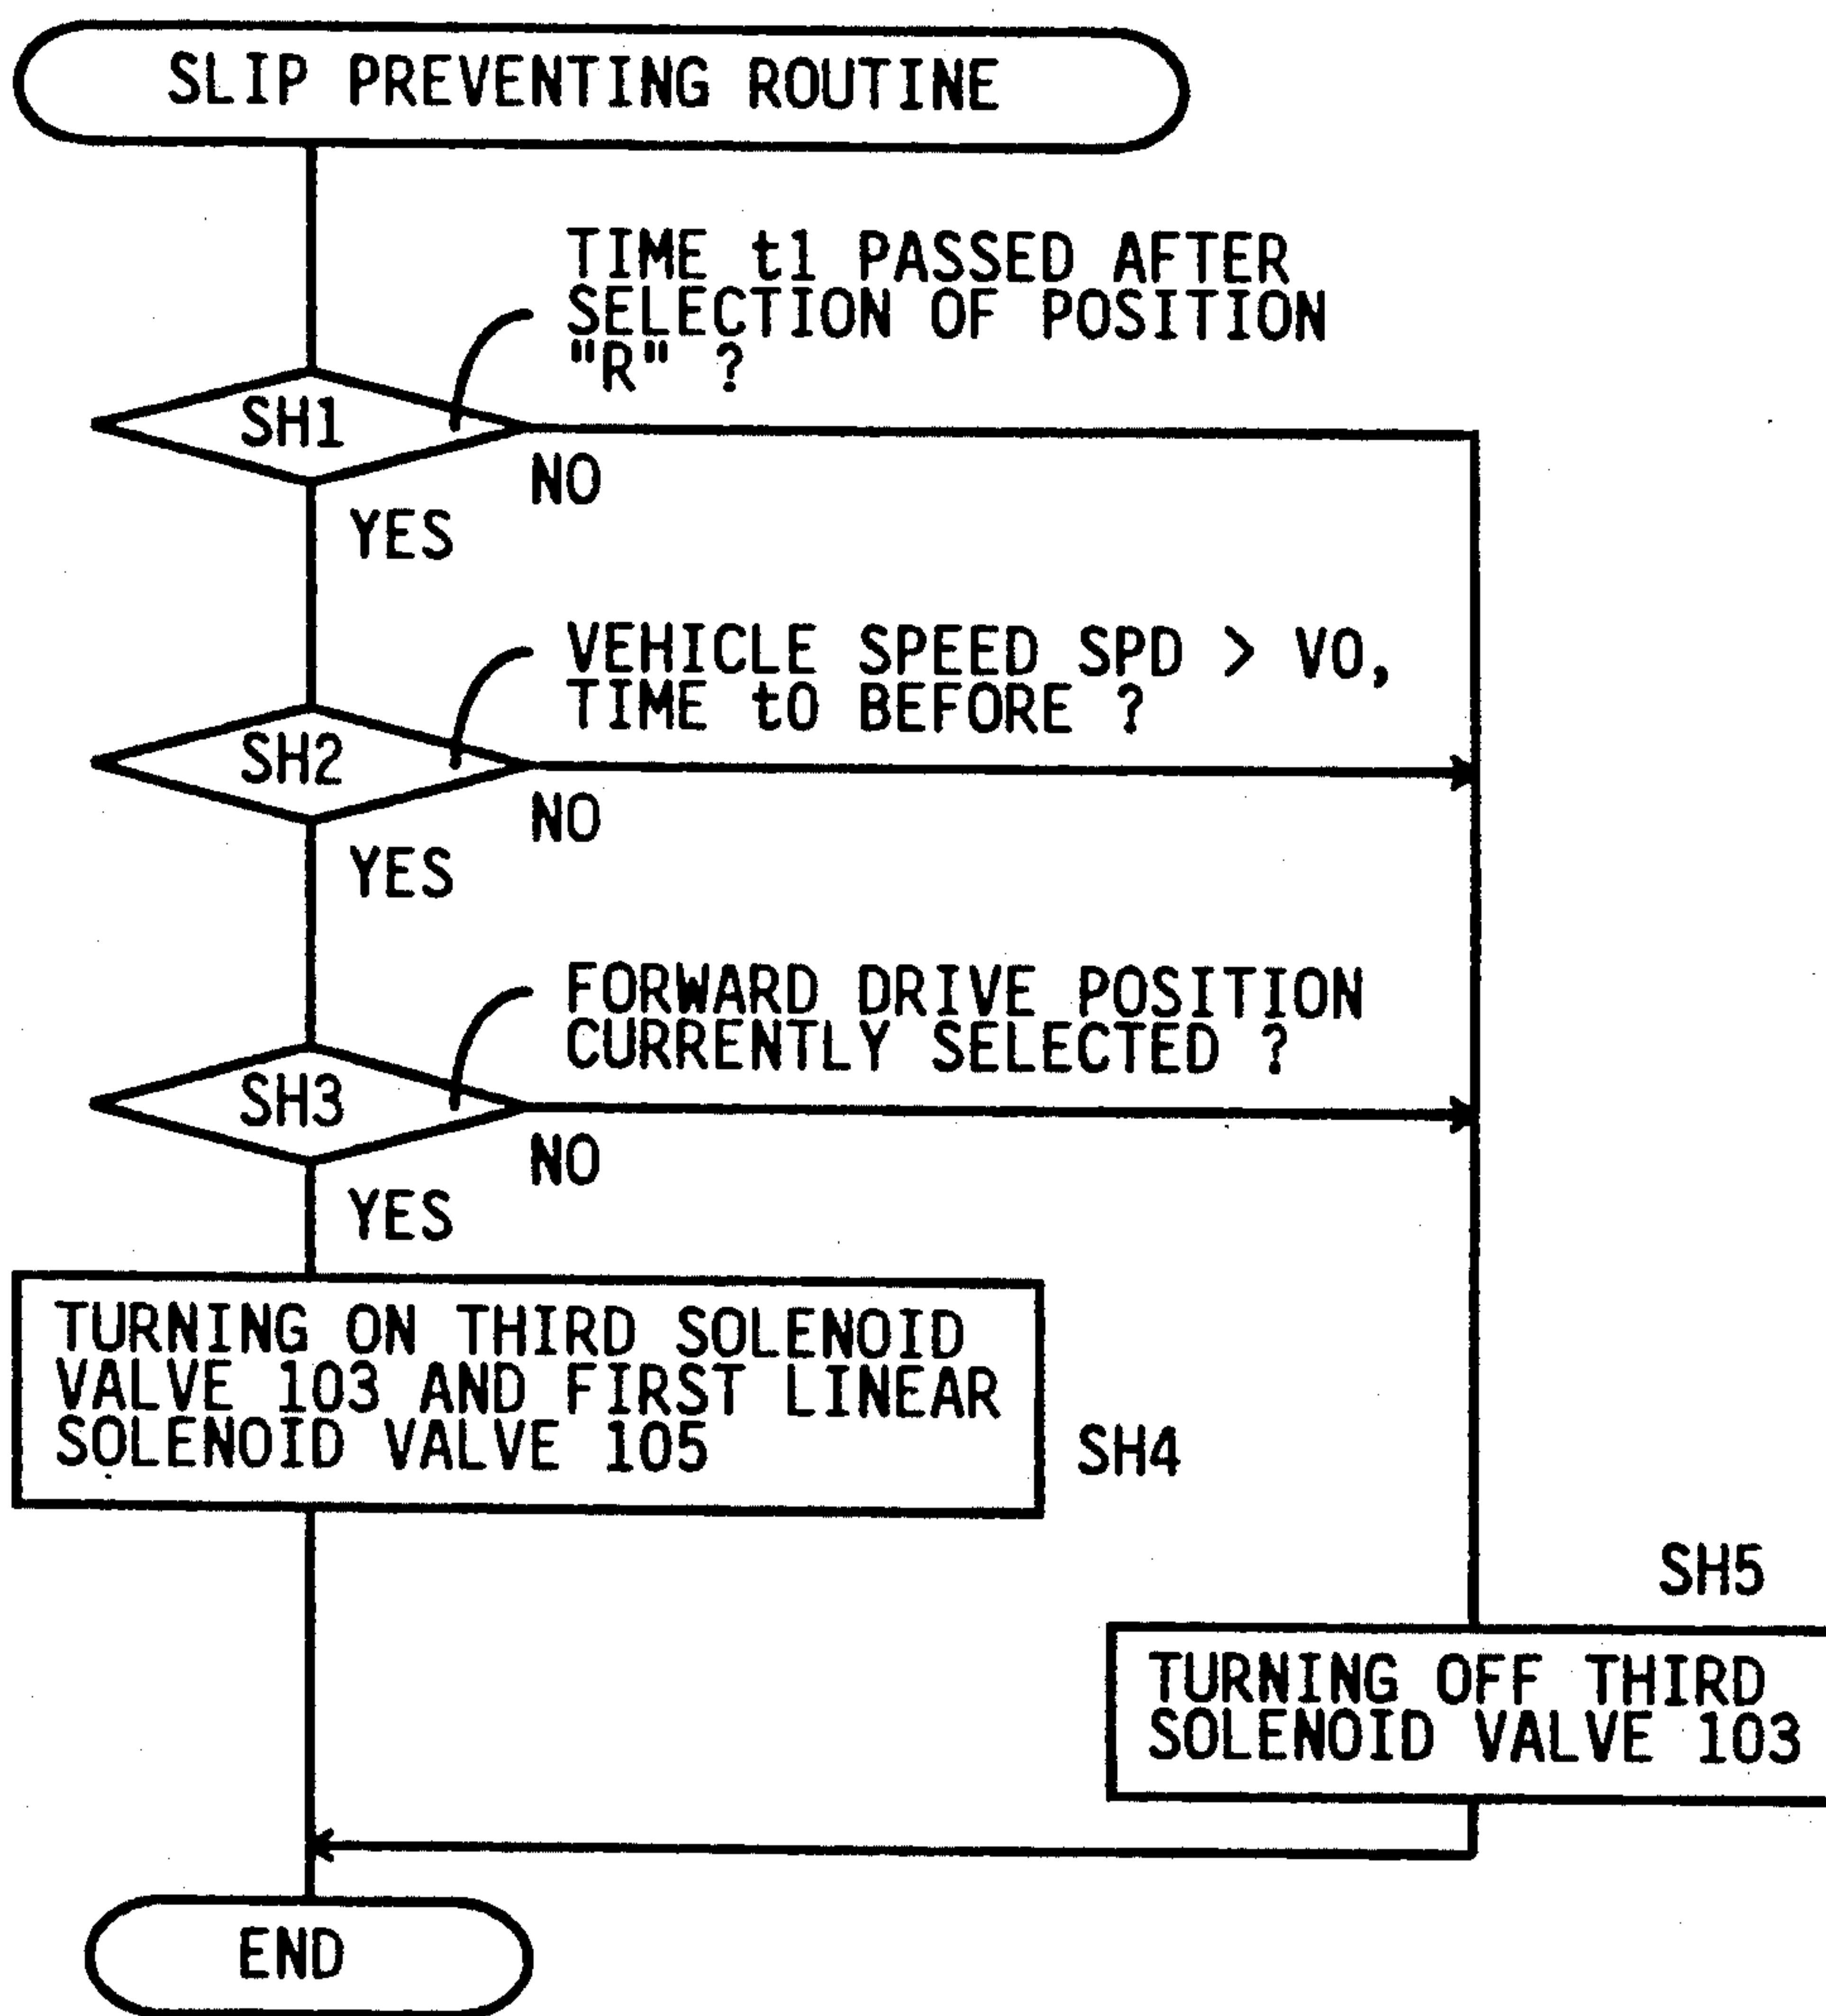 SLIP PREVENTING ROUTINE
TIME t1 PASSED AFTER
SELECTION OF POSITION
"R" ?
SH1
NO
YES
VEHICLE SPEED SPD > V0,
TIME t0 BEFORE ?
SH2
NO
YES
FORWARD DRIVE POSITION
CURRENTLY SELECTED ?
SH3
NO
YES
TURNING ON THIRD SOLENOID
VALVE 103 AND FIRST LINEAR
SOLENOID VALVE 105
SH4
SH5
TURNING OFF THIRD
SOLENOID VALVE 103
END